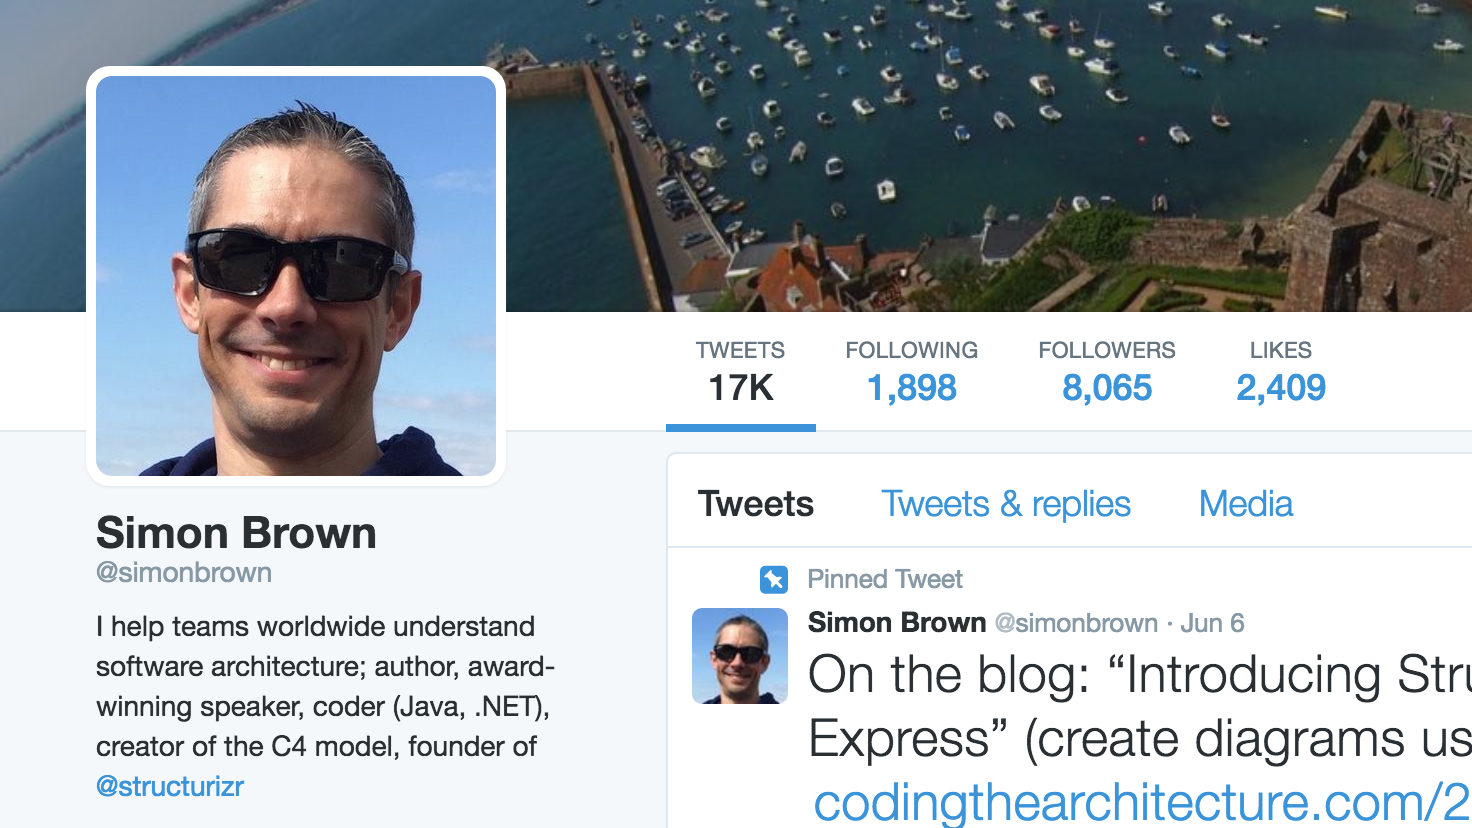 TWEETS FOLLOWING FOLLOWERS LIKES
17K 1,898 8,065 2,409
Simon Brown
@simonbrown
I help teams worldwide understand
software architecture; author, award-
winning speaker, coder (Java, .NET),
creator of the C4 model, founder of
@structurizr
Tweets Tweets & replies Media
Pinned Tweet
Simon Brown @simonbrown · Jun 6
On the blog: “Introducing Stru
Express” (create diagrams us
codingthearchitecture.com/2